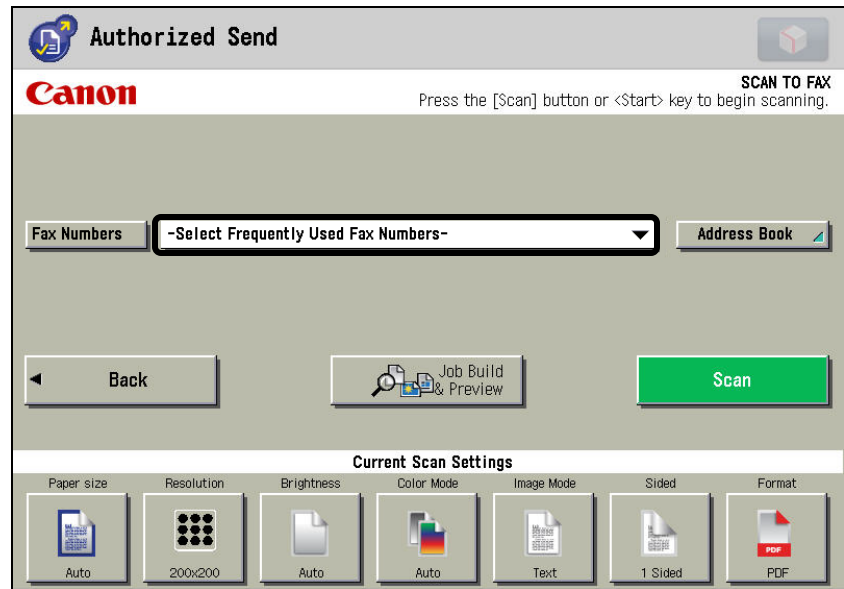 Authorized Send
Canon
SCAN TO FAX
Press the [Scan] button or <Start> key to begin scanning.
Fax Numbers -Select Frequently Used Fax Numbers- Address Book
Back Job Build & Preview Scan
Current Scan Settings
Paper size Resolution Brightness Color Mode Image Mode Sided Format
PDF
Auto 200x200 Auto Auto Text 1 Sided PDF